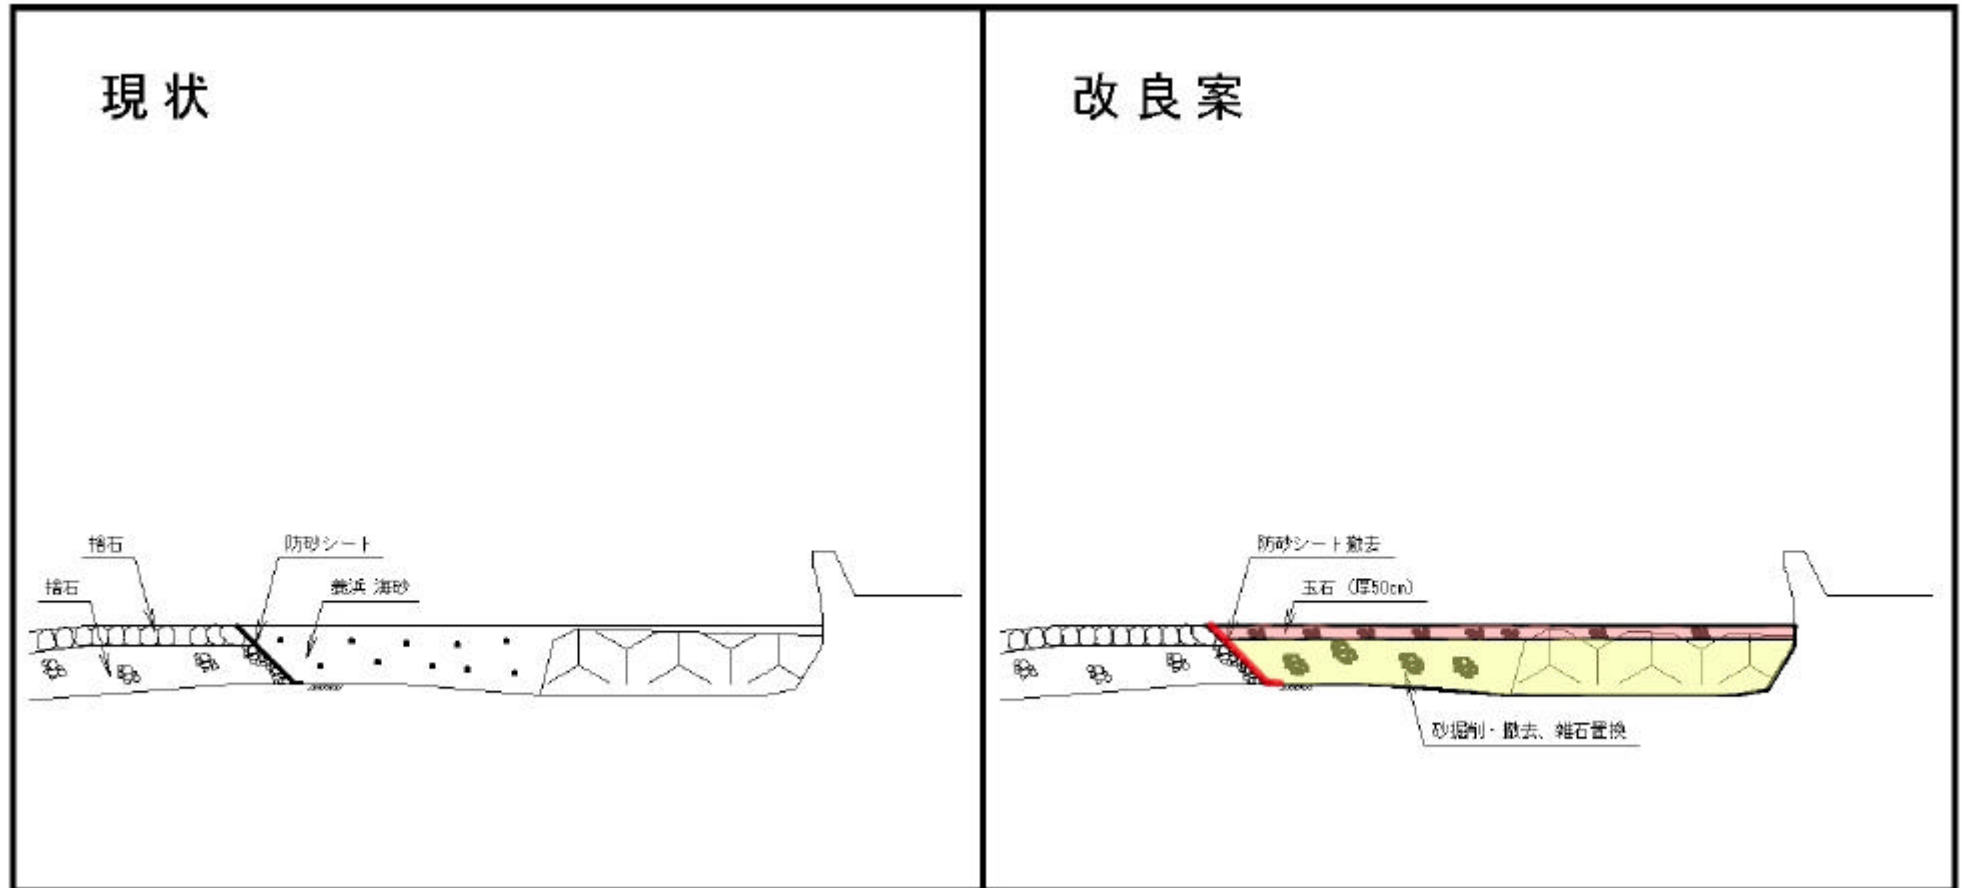 現状
捨石
防砂シート
捨石
養浜 海砂
改良案
防砂シート撤去
玉石 (厚50cm)
砂掘削・撤去、雑石置換